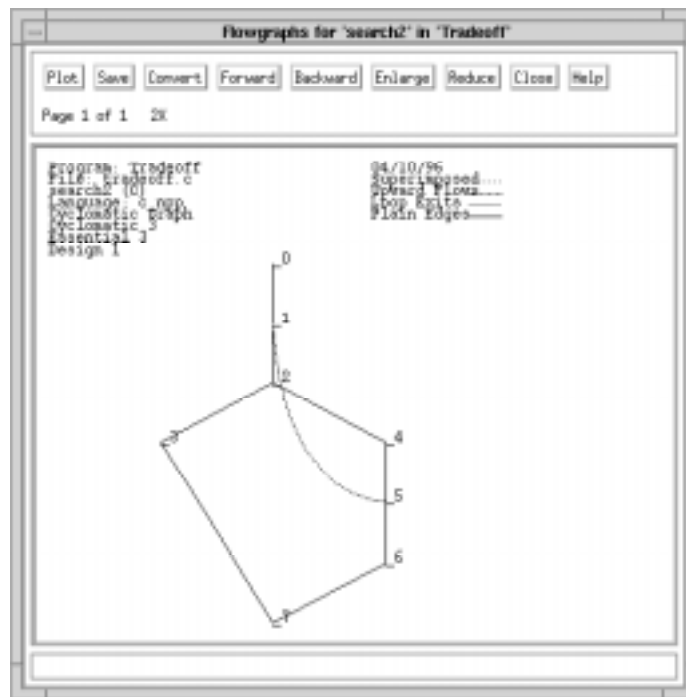 Flowgraphs for 'search2' in 'Tradeoff'
Plot Save Convert Forward Backward Enlarge Reduce Close Help
Page 1 of 1 2X
Program: Tradeoff
File: tradeoff.c
search2 [C]
Language: c_npp
Cyclomatic Graph
Cyclomatic 3
Essential 3
Design 1
04/10/96
Superimposed....
Upward Flows
Loop Exits
Plain Edges
0
1
2
3
4
5
6
7